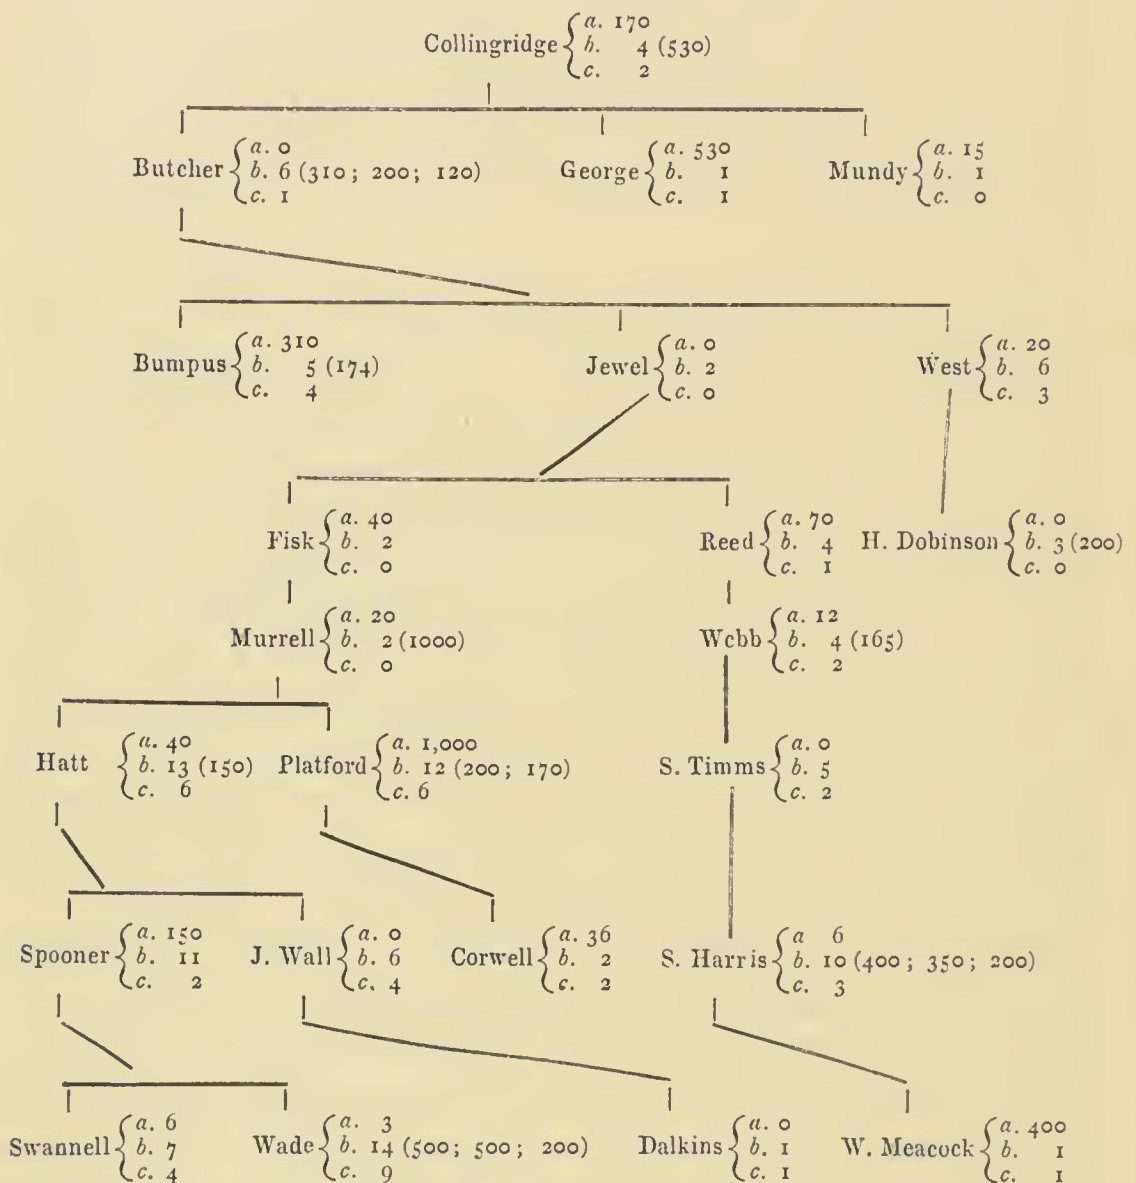 a. 170
Collingridge b. 4 (530)
c. 2
a. 0 a. 530 a. 15
Butcher b. 6 (310; 200; 120) George b. 1 Mundy b. 1
c. 1 c. 1 c. 0
a. 310 a. 0 a. 20
Bumpus b. 5 (174) Jewel b. 2 West b. 6
c. 4 c. 0 c. 3
a. 40 a. 70 a. 0
Fisk b. 2 Reed b. 4 H. Dobinson b. 3 (200)
c. 0 c. 1 c. 0
a. 20 a. 12
Murrell b. 2 (1000) Webb b. 4 (165)
c. 0 c. 2
a. 40 a. 1,000 a. 0
Hatt b. 13 (150) Platford b. 12 (200; 170) S. Timms b. 5
c. 6 c. 6 c. 2
a. 150 a. 0 a. 36 a 6
Spooner b. 11 J. Wall b. 6 Corwell b. 2 S. Harris b. 10 (400; 350; 200)
c. 2 c. 4 c. 2 c. 3
a. 6 a. 3 a. 0 a. 400
Swannell b. 7 Wade b. 14 (500; 500; 200) Dalkins b. 1 W. Meacock b. 1
c. 4 c. 9 c. 1 c. 1